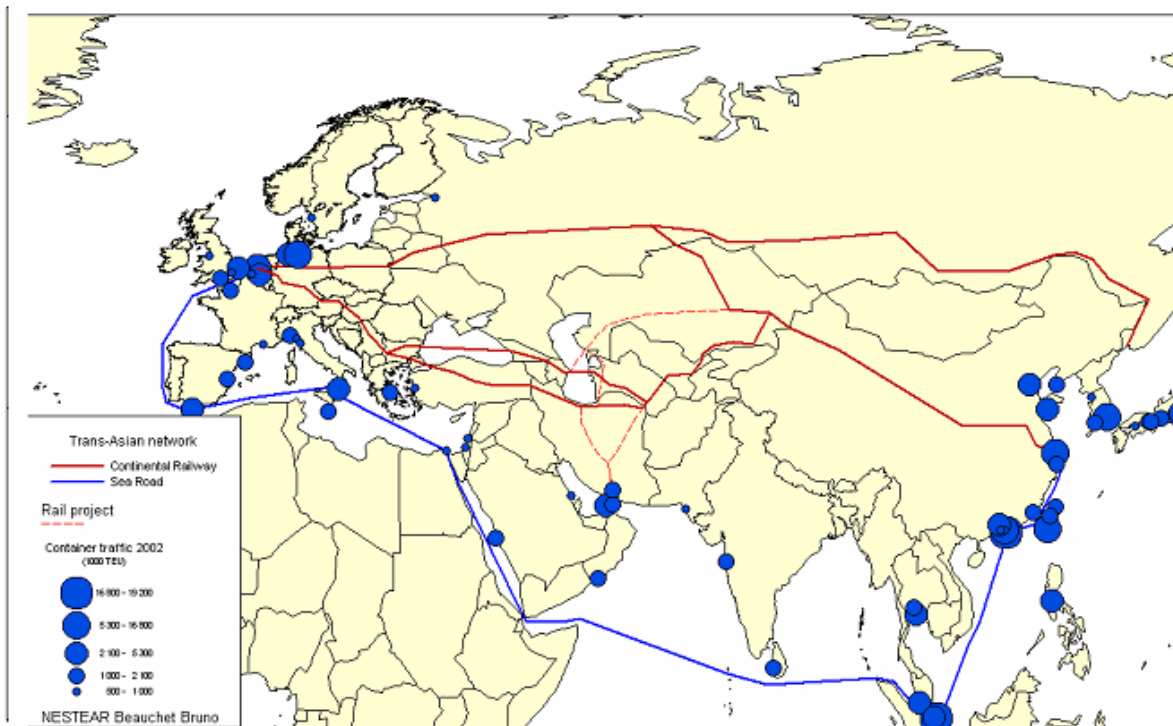 Trans-Asian network
Continental Railway
Sea Road
Rail project
Container traffic 2002
(1000 TEU)
16 800 - 19 200
5 300 - 16 800
2 100 - 5 300
1 000 - 2 100
500 - 1 000
NESTEAR Beauchet Bruno